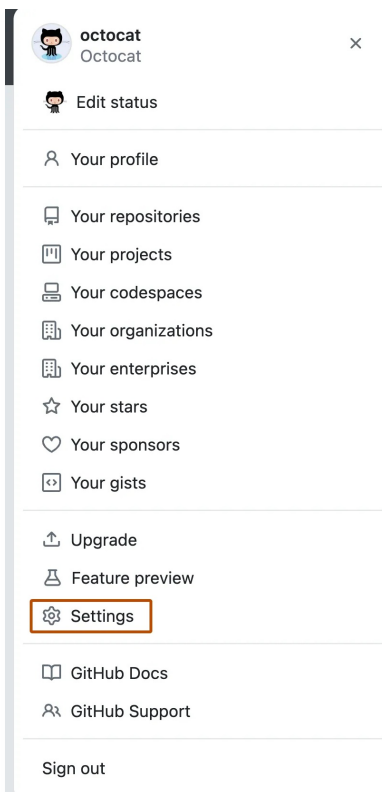 octocat
Octocat
Edit status
Your profile
Your repositories
Your projects
Your codespaces
Your organizations
Your enterprises
Your stars
Your sponsors
Your gists
Upgrade
Feature preview
Settings
GitHub Docs
GitHub Support
Sign out